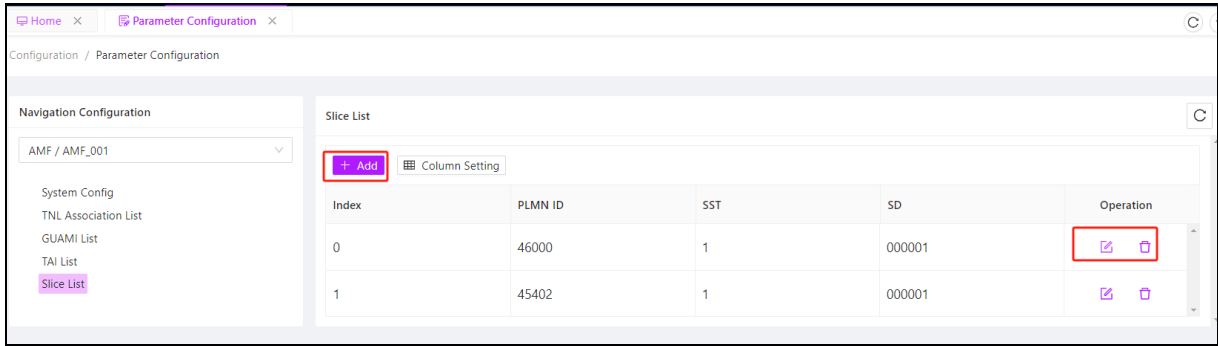 Home
Parameter Configuration
Configuration / Parameter Configuration
Navigation Configuration
AMF / AMF_001
System Config
TNL Association List
GUAMI List
TAI List
Slice List
Slice List
+ Add
Column Setting
Index PLMN ID SST SD Operation
0 46000 1 000001
1 45402 1 000001